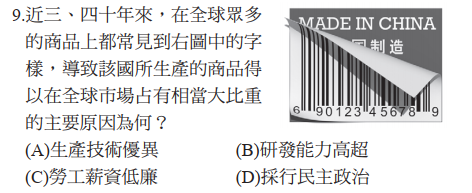 9.近三、四十年來，在全球眾多
的商品上都常見到右圖中的字
樣，導致該國所生產的商品得
以在全球市場占有相當大比重
的主要原因為何？
MADE IN CHINA
國制造
6 90123 45678 9
(A)生產技術優異 (B)研發能力高超
(C)勞工薪資低廉 (D)採行民主政治